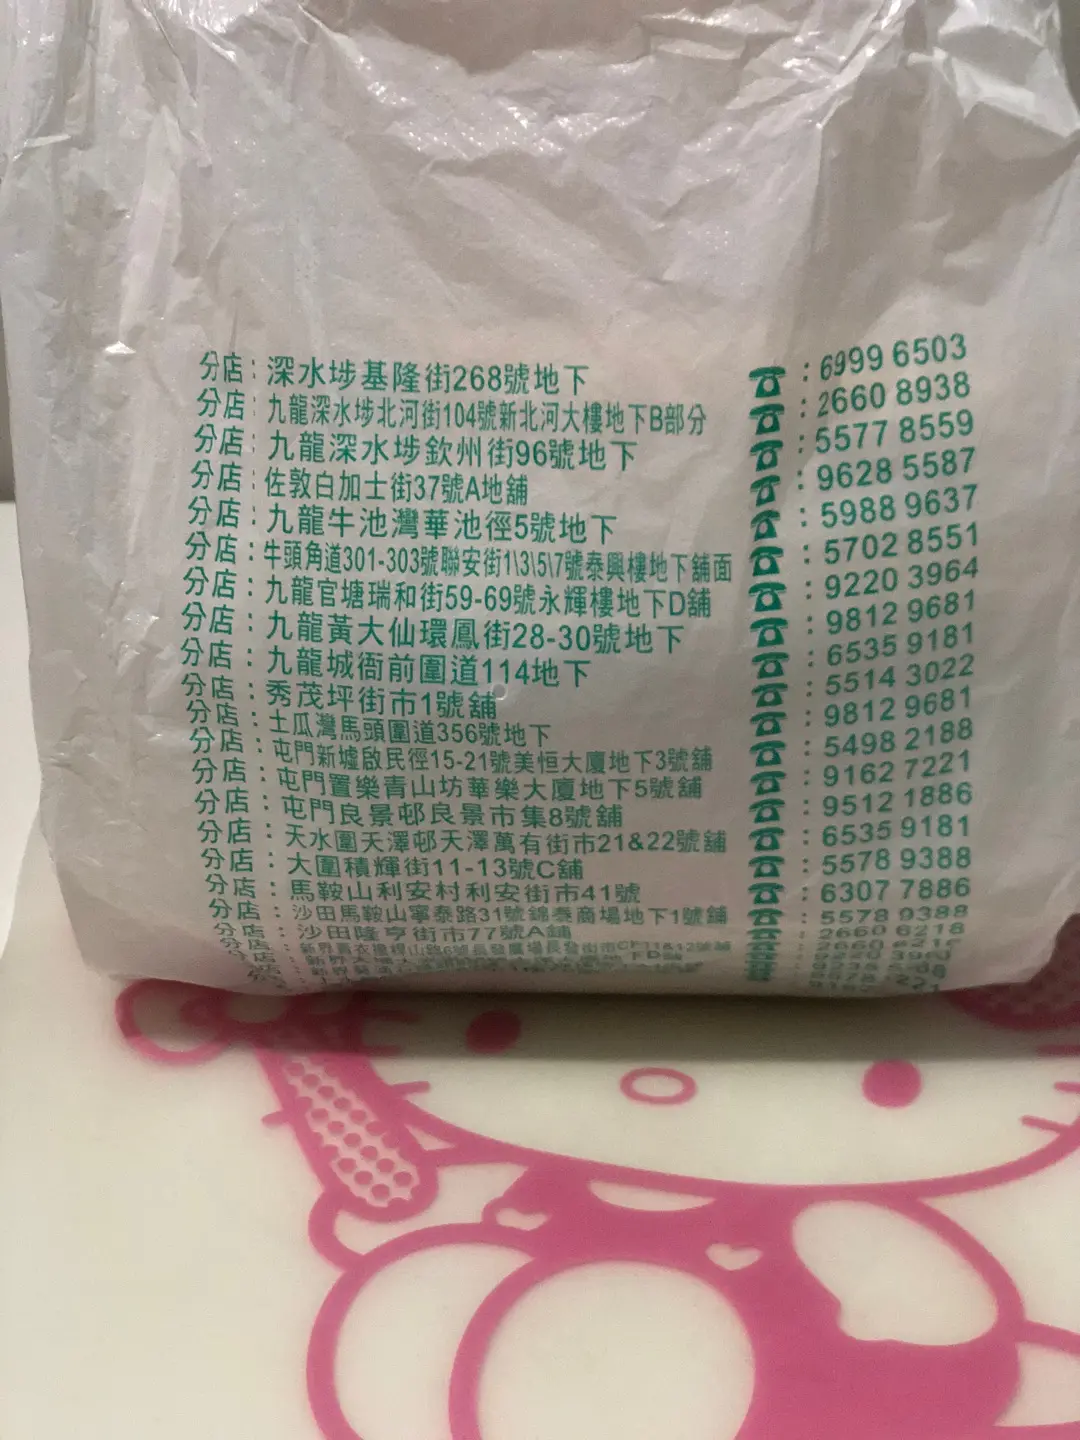 分店：深水埗基隆街268號地下 ☎：6999 6503
分店：九龍深水埗北河街104號新北河大樓地下B部分 ☎：2660 8938
分店：九龍深水埗欽州街96號地下 ☎：5577 8559
分店：佐敦白加士街37號A地舖 ☎：9628 5587
分店：九龍牛池灣華池徑5號地下 ☎：5988 9637
分店：牛頭角道301-303號聯安街1\3\5\7號泰興樓地下舖面 ☎：5702 8551
分店：九龍官塘瑞和街59-69號永輝樓地下D舖 ☎：9220 3964
分店：九龍黃大仙環鳳街28-30號地下 ☎：9812 9681
分店：九龍城衙前圍道114地下 ☎：6535 9181
分店：秀茂坪街市1號舖 ☎：5514 3022
分店：土瓜灣馬頭圍道356號地下 ☎：9812 9681
分店：屯門新墟啟民徑15-21號美恒大廈地下3號舖 ☎：5498 2188
分店：屯門置樂青山坊華樂大廈地下5號舖 ☎：9162 7221
分店：屯門良景邨良景市集8號舖 ☎：9512 1886
分店：天水圍天澤邨天澤萬有街市21&22號舖 ☎：6535 9181
分店：大圍積輝街11-13號C舖 ☎：5578 9388
分店：馬鞍山利安村利安街市41號 ☎：6307 7886
分店：沙田馬鞍山寧泰路31號錦泰商場地下1號舖 ☎：5578 9388
分店：沙田隆亨街市77號A舖 ☎：2660 6218